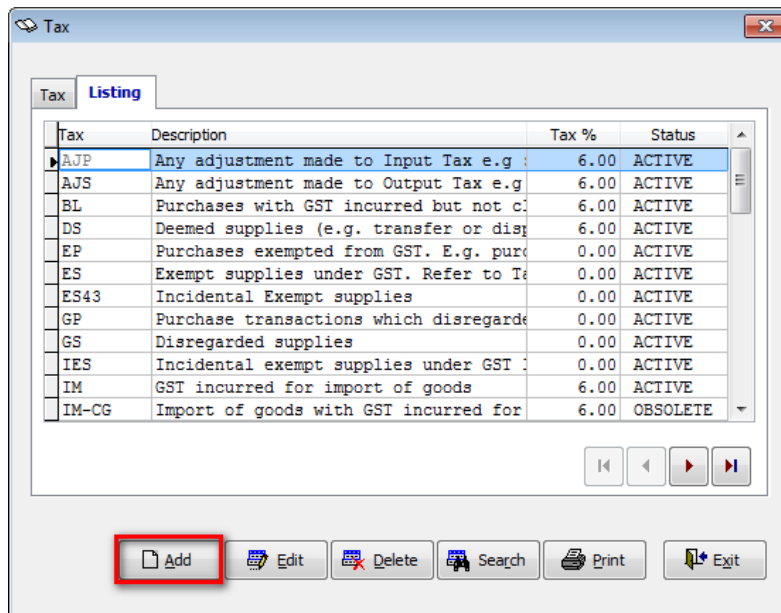 Tax
Tax Listing
Tax Description Tax % Status
AJP Any adjustment made to Input Tax e.g 6.00 ACTIVE
AJS Any adjustment made to Output Tax e.g 6.00 ACTIVE
BL Purchases with GST incurred but not 6.00 ACTIVE
DS Deemed supplies (e.g. transfer or 6.00 ACTIVE
EP Purchases exempted from GST. E.g. 0.00 ACTIVE
ES Exempt supplies under GST. Refer to 0.00 ACTIVE
ES43 Incidental Exempt supplies 0.00 ACTIVE
GP Purchase transactions which 0.00 ACTIVE
GS Disregarded supplies 0.00 ACTIVE
IES Incidental exempt supplies under GST 0.00 ACTIVE
IM GST incurred for import of goods 6.00 ACTIVE
IM-CG Import of goods with GST incurred for 6.00 OBSOLETE
Add Edit Delete Search Print Exit